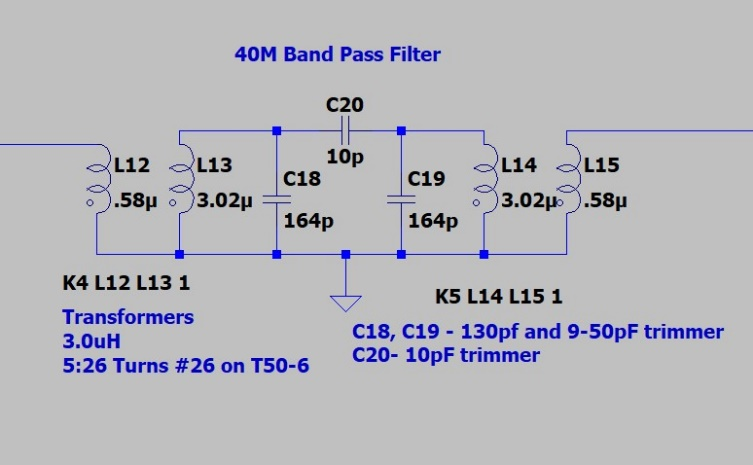 40M Band Pass Filter
C20
10p
L12
.58µ
L13
3.02µ
C18
164p
C19
164p
L14
3.02µ
L15
.58µ
K4 L12 L13 1
K5 L14 L15 1
Transformers
3.0uH
5:26 Turns #26 on T50-6
C18, C19 - 130pf and 9-50pF trimmer
C20- 10pF trimmer